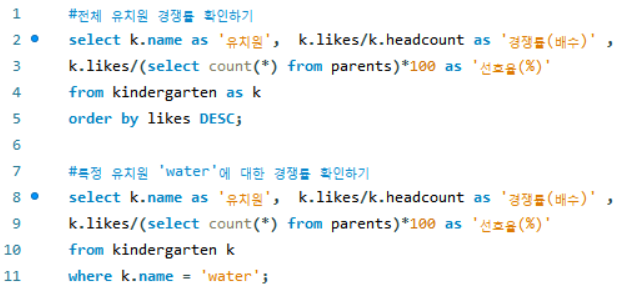 1 #전체 유치원 경쟁률 확인하기
2 select k.name as '유치원', k.likes/k.headcount as '경쟁률(배수)' ,
3 k.likes/(select count(*) from parents)*100 as '선호율(%)'
4 from kindergarten as k
5 order by likes DESC;
6
7 #특정 유치원 'water'에 대한 경쟁률 확인하기
8 select k.name as '유치원', k.likes/k.headcount as '경쟁률(배수)' ,
9 k.likes/(select count(*) from parents)*100 as '선호율(%)'
10 from kindergarten k
11 where k.name = 'water';